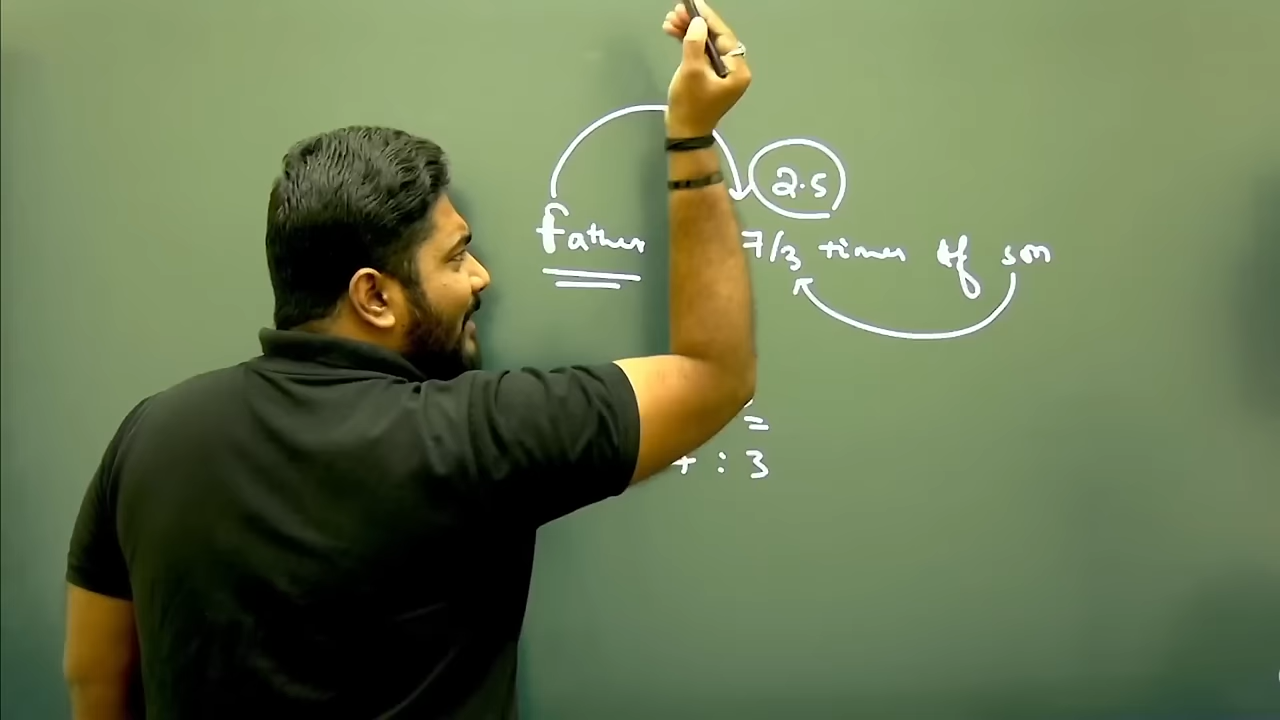 2.5
Father 7/3 times of son
=
: 3